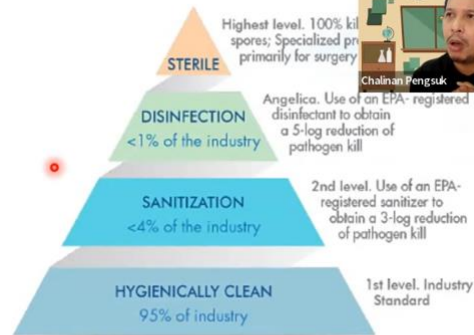 Highest level. 100% kil
spores; Specialized pr
primarily for surgery
STERILE
Chalinan Pengsuk
DISINFECTION
<1% of the industry
Angelica. Use of an EPA- registered
disinfectant to obtain
a 5-log reduction of
pathogen kill
SANITIZATION
<4% of the industry
2nd level. Use of an EPA-
registered sanitizer to
obtain a 3-log reduction
of pathogen kill
HYGIENICALLY CLEAN
95% of industry
1st level. Industry
Standard